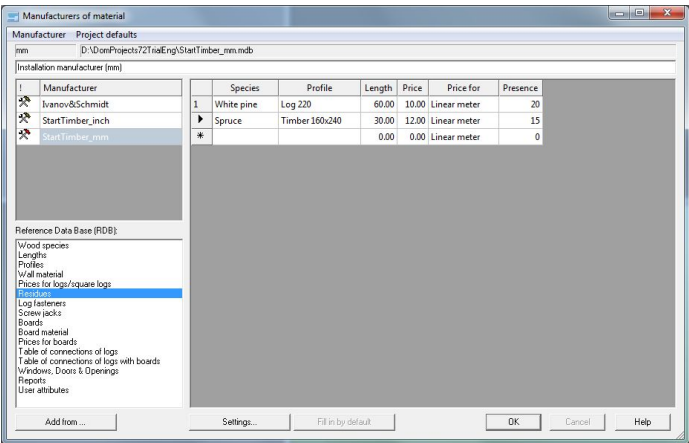 Manufacturers of material
Manufacturer Project defaults
mm D:\DomProjects72TrialEng\StartTimber_mm.mdb
Installation manufacturer (mm)
! Manufacturer
Ivanov&Schmidt
StartTimber_inch
StartTimber_mm
Species Profile Length Price Price for Presence
1 White pine Log 220 60.00 10.00 Linear meter 20
Spruce Timber 160x240 30.00 12.00 Linear meter 15
* 0.00 0.00 Linear meter 0
Reference Data Base (RDB):
Wood species
Lengths
Profiles
Wall material
Prices for logs/square logs
Residues
Log fasteners
Screw jacks
Boards
Board material
Prices for boards
Table of connections of logs
Table of connections of logs with boards
Windows, Doors & Openings
Reports
User attributes
Add from ... Settings... Fill in by default OK Cancel Help